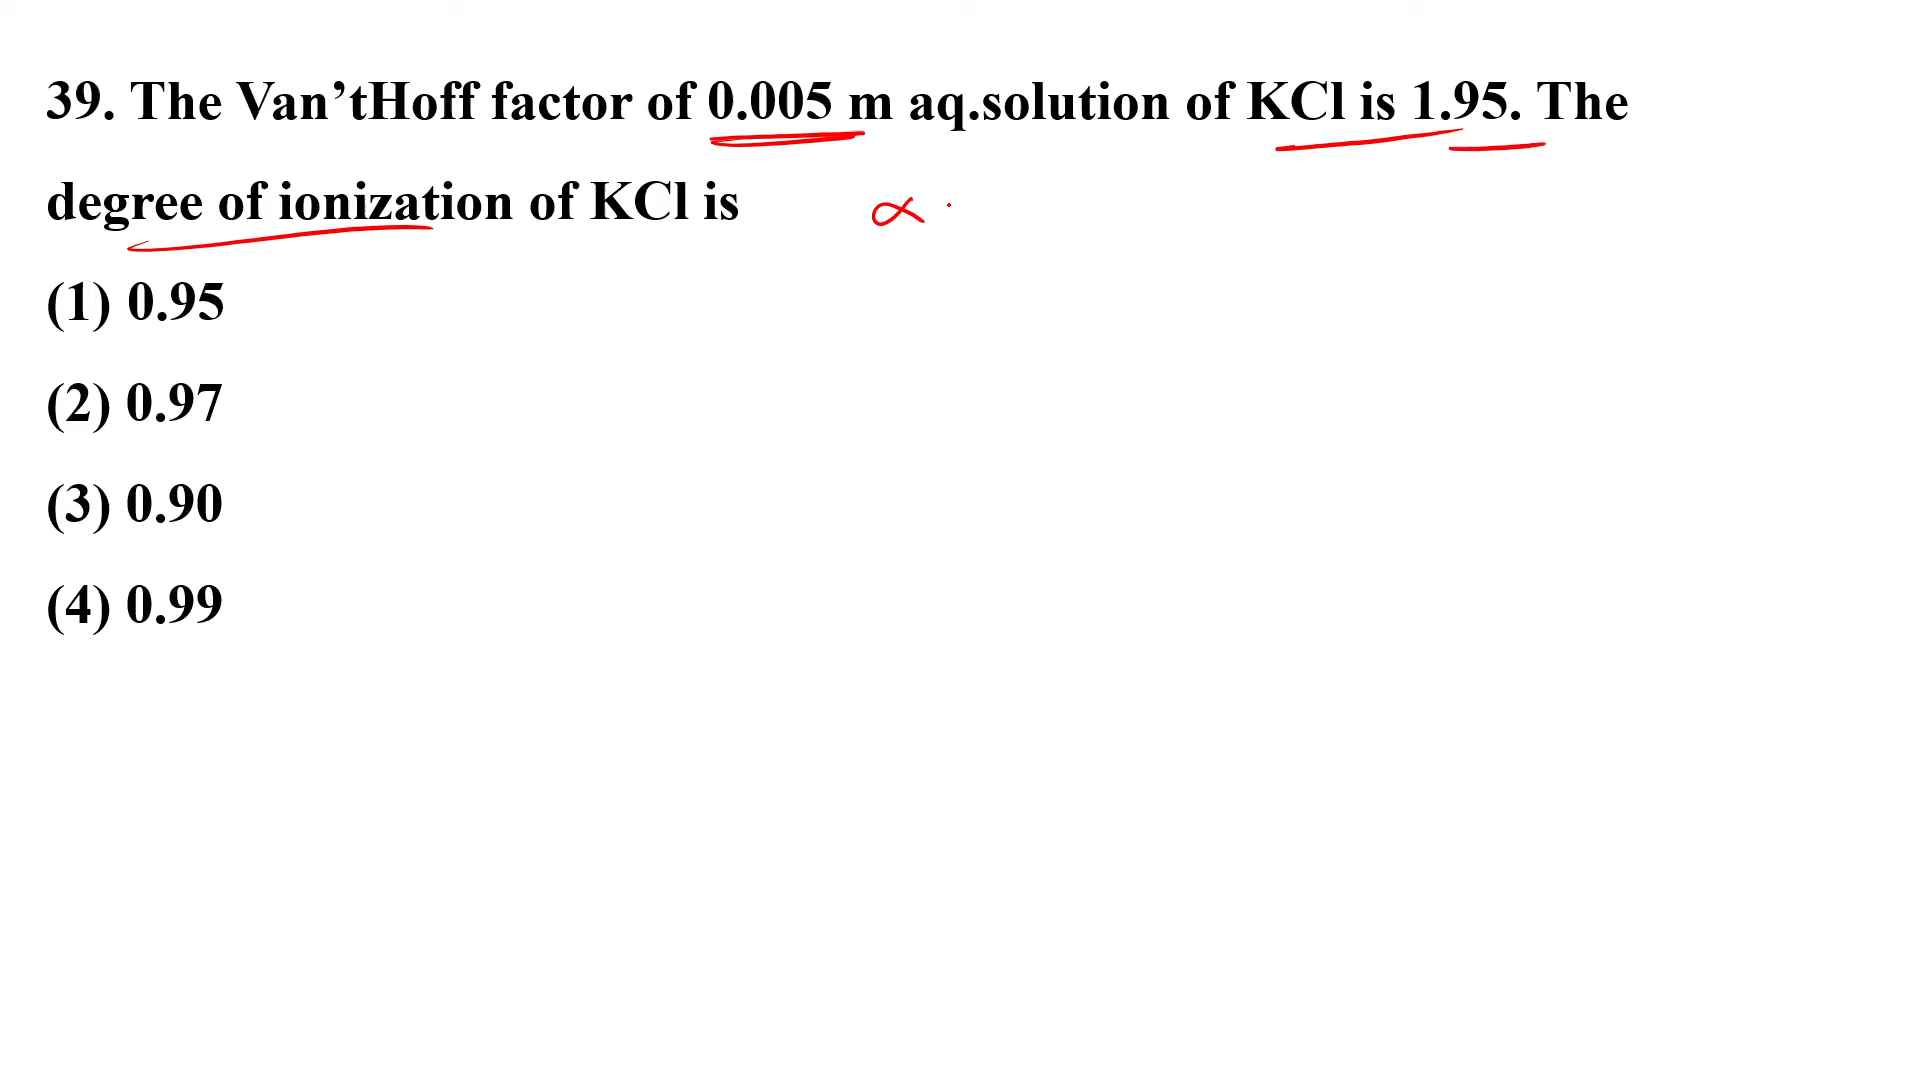 39. The Van’tHoff factor of 0.005 m aq.solution of KCl is 1.95. The
degree of ionization of KCl is ∝
(1) 0.95
(2) 0.97
(3) 0.90
(4) 0.99